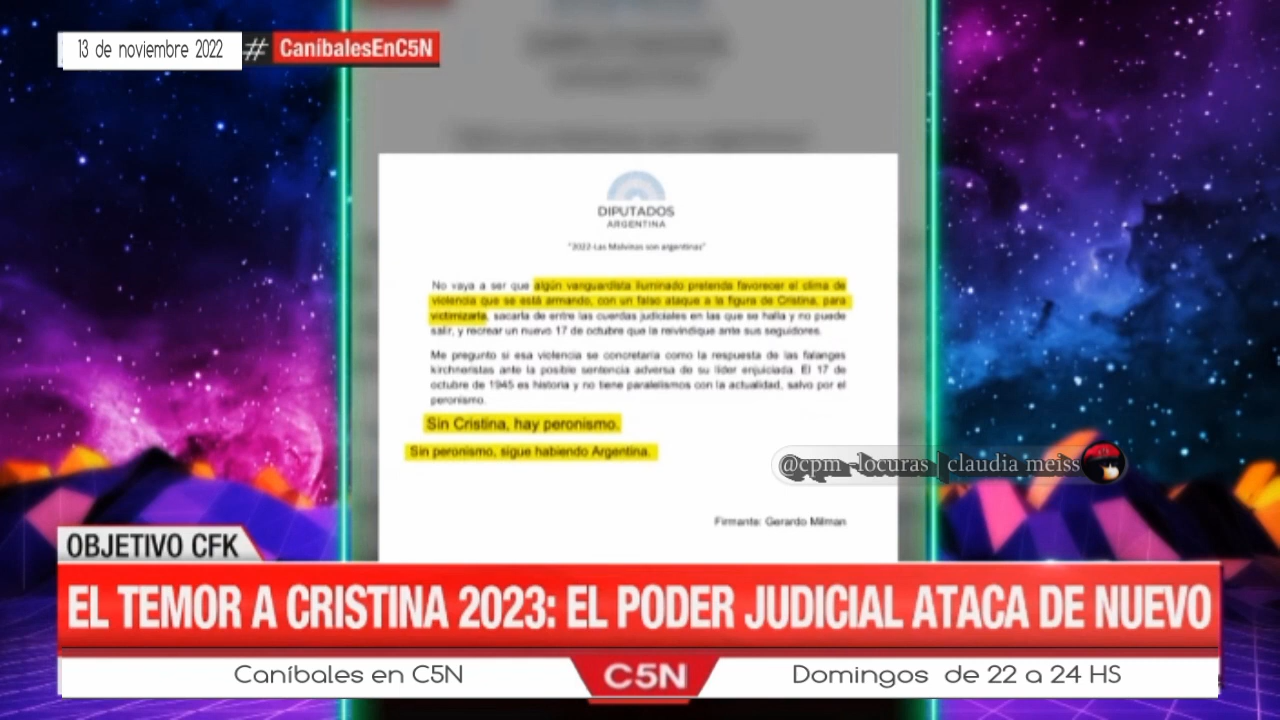 13 de noviembre 2022 # CaníbalesEnC5N
DIPUTADOS
ARGENTINA
"2022-Las Malvinas son argentinas"
No vaya a ser que algún vanguardista iluminado pretenda favorecer el clima de
violencia que se está armando, con un falso ataque a la figura de Cristina, para
victimizarla, sacarla de entre las cuerdas judiciales en las que se halla y no puede
salir, y recrear un nuevo 17 de octubre que la reivindique ante sus seguidores.
Me pregunto si esa violencia se concretaría como la respuesta de las falanges
kirchneristas ante la posible sentencia adversa de su líder enjuiciada. El 17 de
octubre de 1945 es historia y no tiene paralelismos con la actualidad, salvo por el
peronismo.
Sin Cristina, hay peronismo.
Sin peronismo, sigue habiendo Argentina.
@cpm-locuras | claudia meiss
Firmante: Gerardo Milman
OBJETIVO CFK
EL TEMOR A CRISTINA 2023: EL PODER JUDICIAL ATACA DE NUEVO
Caníbales en C5N C5N Domingos de 22 a 24 HS